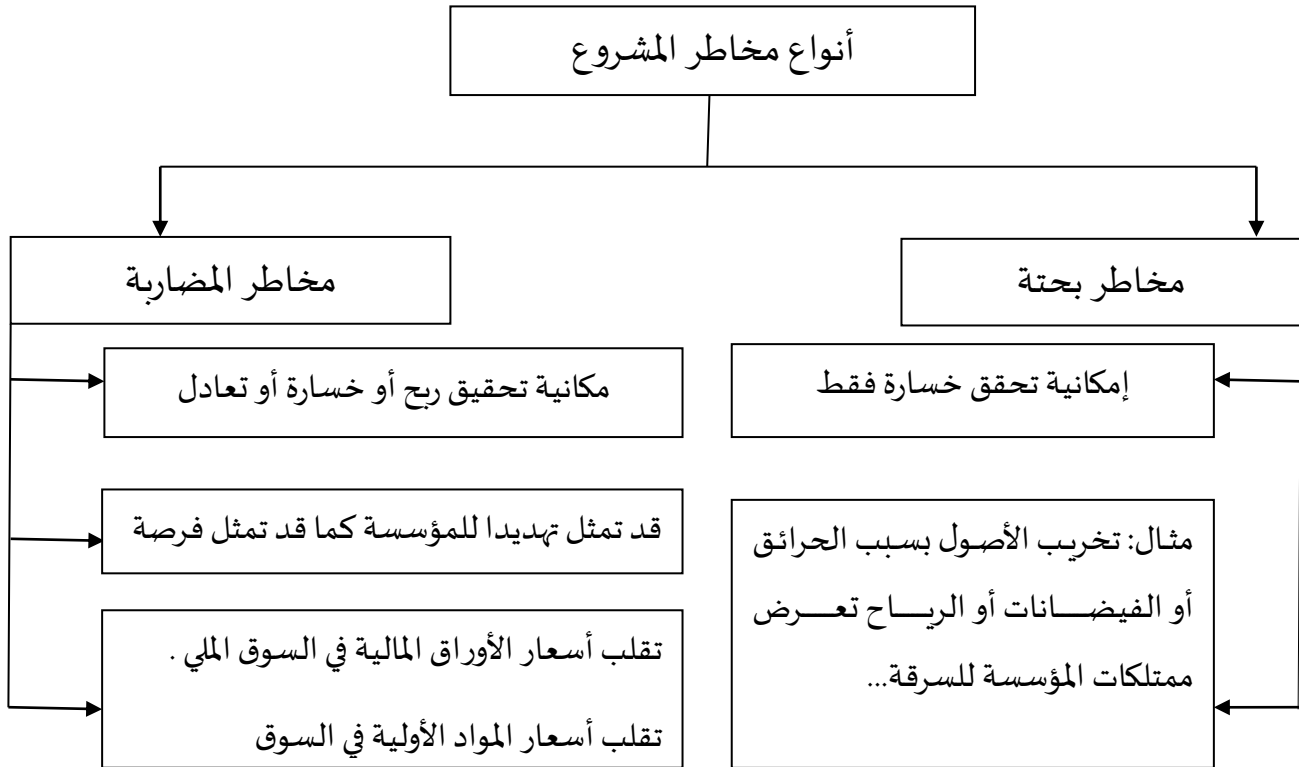 أنواع مخاطر المشروع
مخاطر بحتة
مخاطر المضاربة
إمكانية تحقق خسارة فقط
مكانية تحقيق ربح أو خسارة أو تعادل
قد تمثل تهديدا للمؤسسة كما قد تمثل فرصة
مثال: تخريب الأصول بسبب الحرائق
أو الفيضانات أو الرياح تعرض
ممتلكات المؤسسة للسرقة...
تقلب أسعار الأوراق المالية في السوق الملي .
تقلب أسعار المواد الأولية في السوق